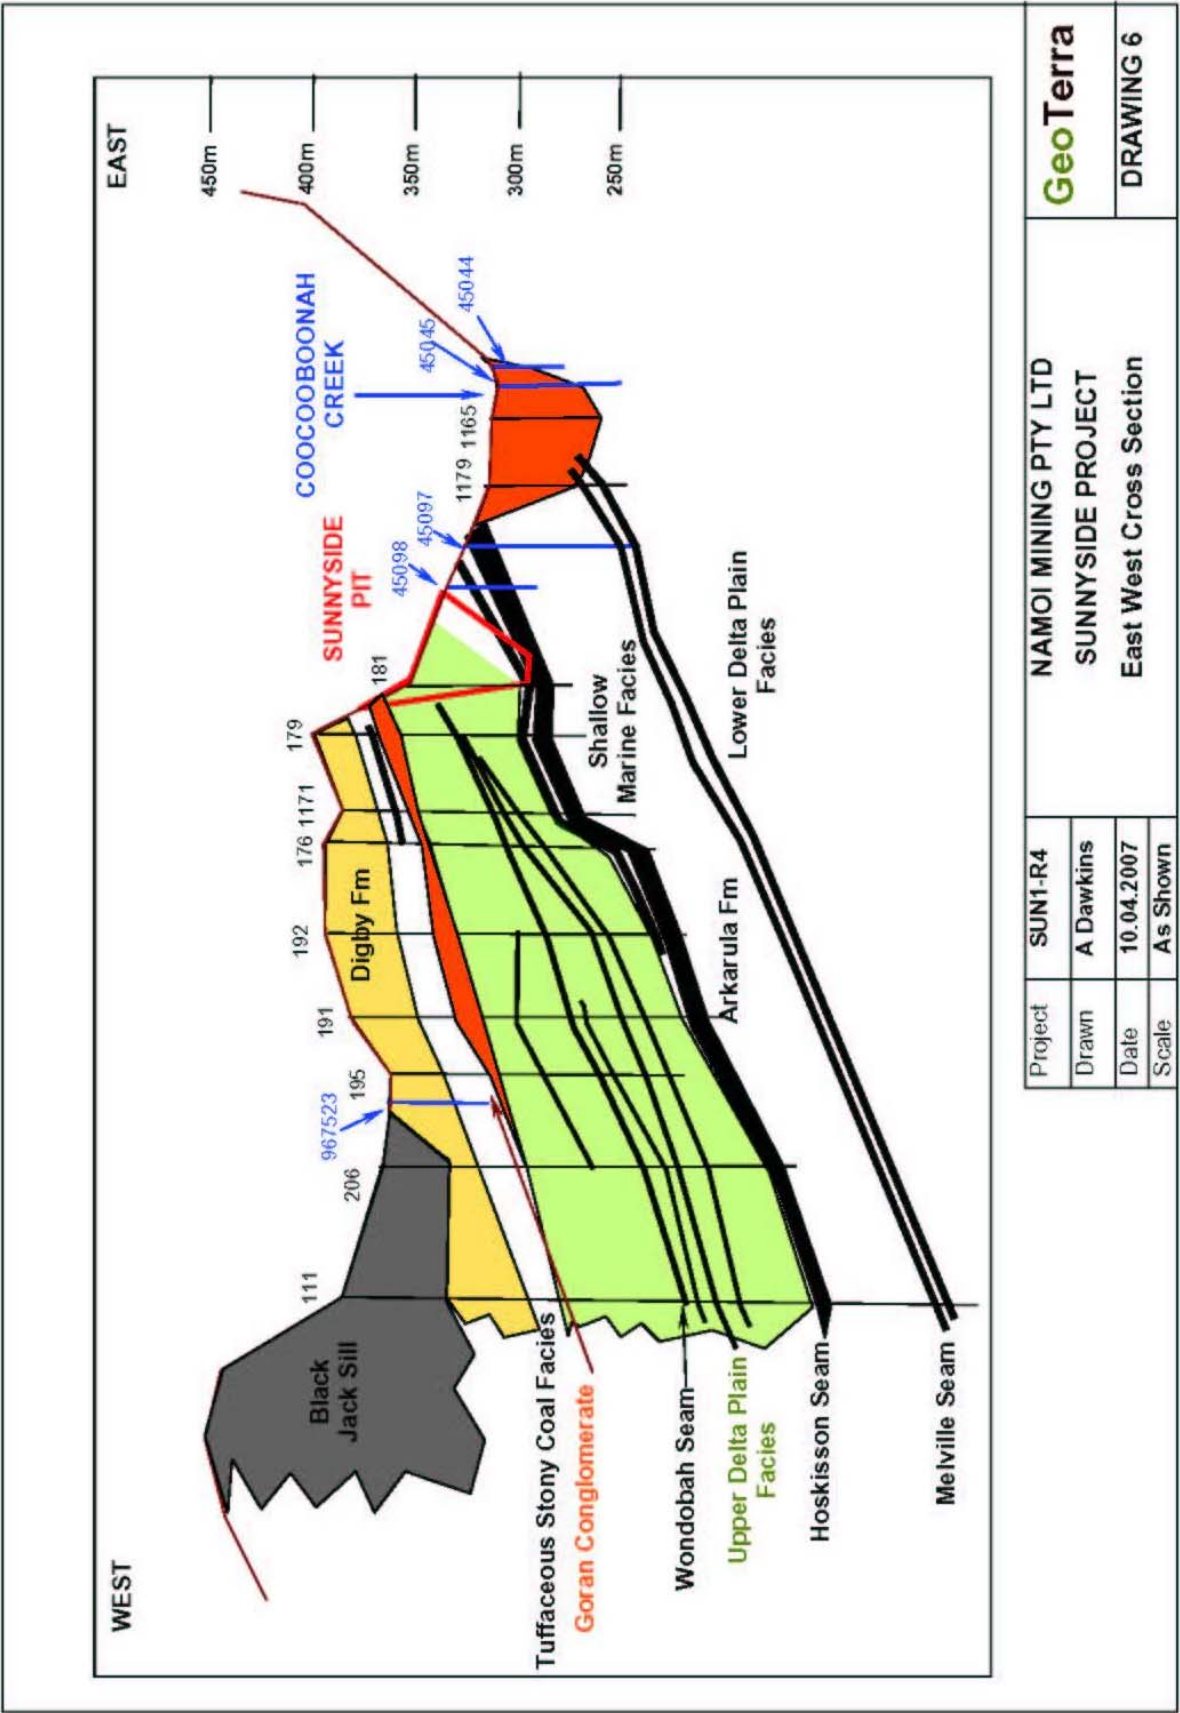 WEST
EAST
450m
400m
350m
300m
250m
COOCOOBOONAH
CREEK
SUNNYSIDE
PIT
45044
45045
45097
45098
967523
111
206
195
191
192
176
1171
179
181
1179
1165
Black
Jack Sill
Digby Fm
Tuffaceous Stony Coal Facies
Goran Conglomerate
Wondobah Seam
Upper Delta Plain
Facies
Hoskisson Seam
Melville Seam
Arkarula Fm
Shallow
Marine Facies
Lower Delta Plain
Facies
Project
SUN1-R4
Drawn
A Dawkins
Date
10.04.2007
Scale
As Shown
NAMOI MINING PTY LTD
SUNNYSIDE PROJECT
East West Cross Section
GeoTerra
DRAWING 6